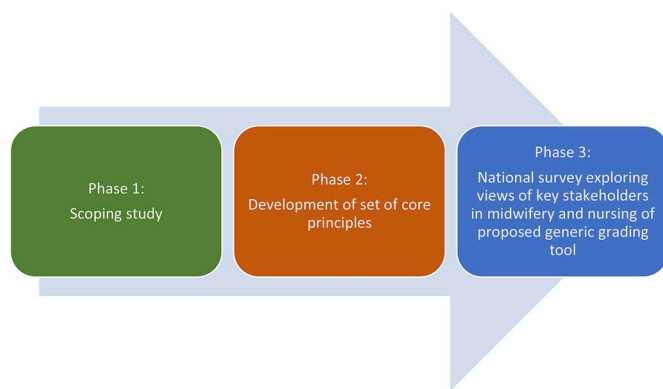 Phase 1:
Scoping study
Phase 2:
Development of set of core
principles
Phase 3:
National survey exploring
views of key stakeholders
in midwifery and nursing of
proposed generic grading
tool